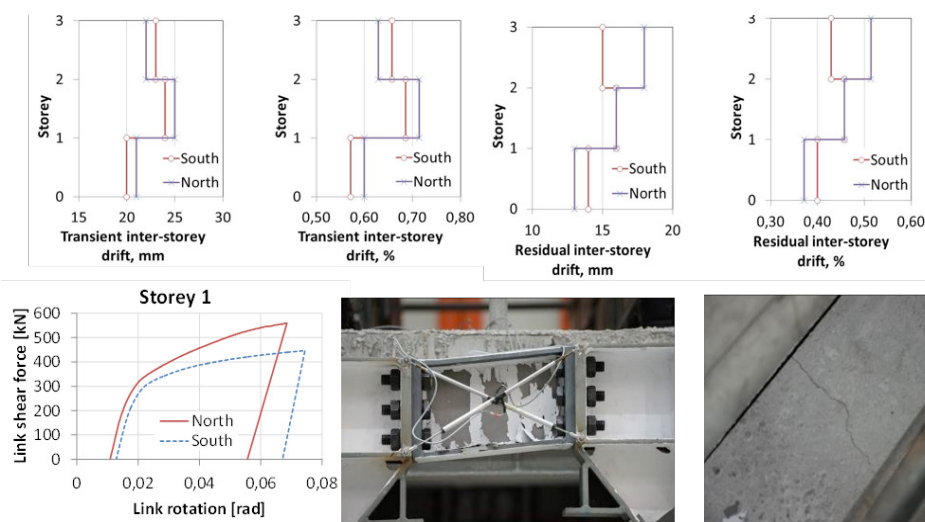 3
2
1
0
Storey
South
North
15 20 25 30
Transient inter-storey
drift, mm
3
2
1
0
Storey
South
North
0,50 0,60 0,70 0,80
Transient inter-storey
drift, %
3
2
1
0
Storey
South
North
10 15 20
Residual inter-storey
drift, mm
3
2
1
0
Storey
South
North
0,30 0,40 0,50 0,60
Residual inter-storey
drift, %
Storey 1
600
500
400
300
200
100
0
Link shear force [kN]
North
South
0 0,02 0,04 0,06 0,08
Link rotation [rad]